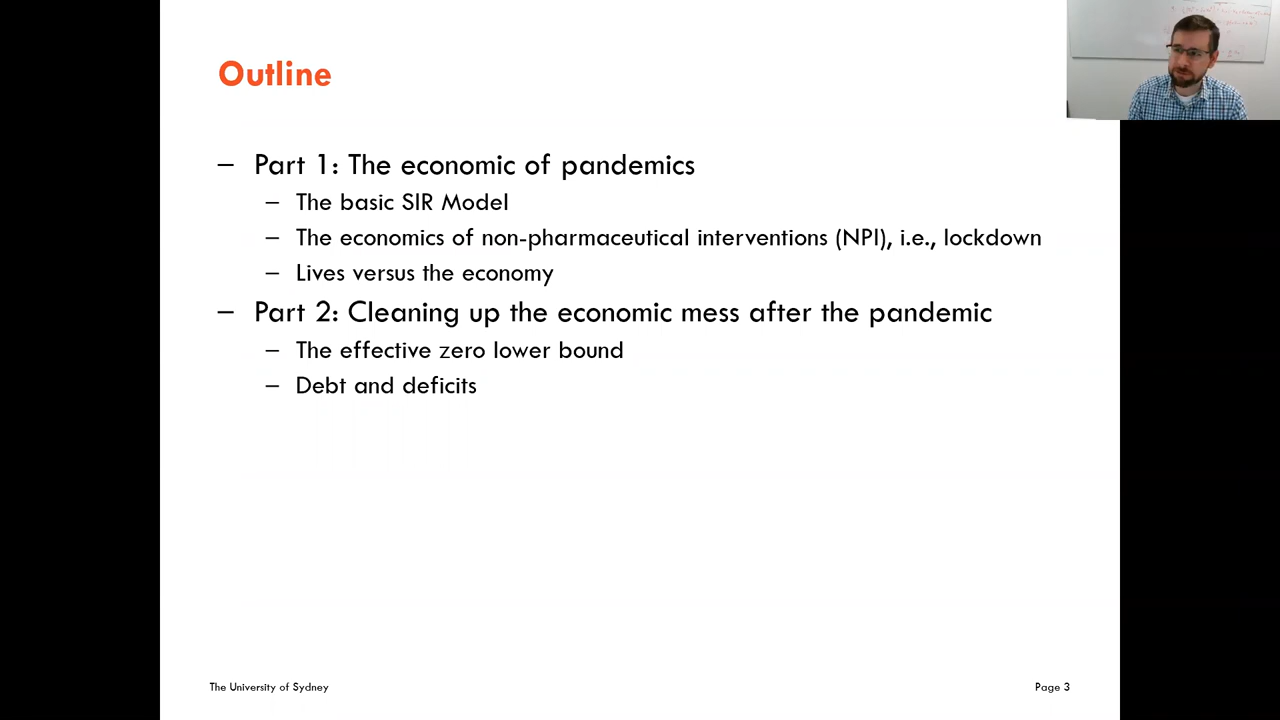 Outline
– Part 1: The economic of pandemics
– The basic SIR Model
– The economics of non-pharmaceutical interventions (NPI), i.e., lockdown
– Lives versus the economy
– Part 2: Cleaning up the economic mess after the pandemic
– The effective zero lower bound
– Debt and deficits
The University of Sydney
Page 3